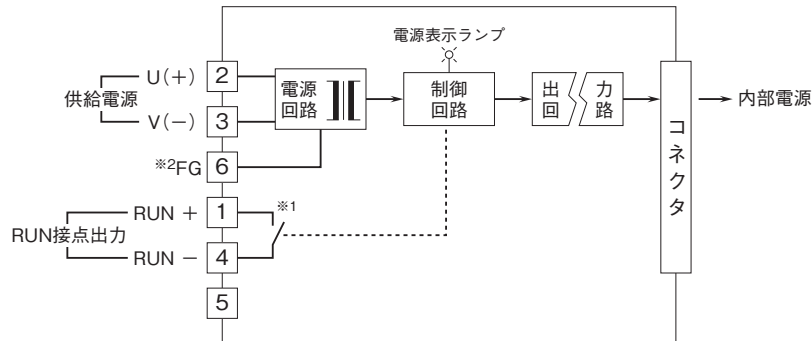 電源表示ランプ
供給電源
U(+)
2
V(−)
3
※2FG
6
電源
回路
制御
回路
出力
回路
コネクタ
内部電源
RUN接点出力
RUN +
1
※1
RUN −
4
5